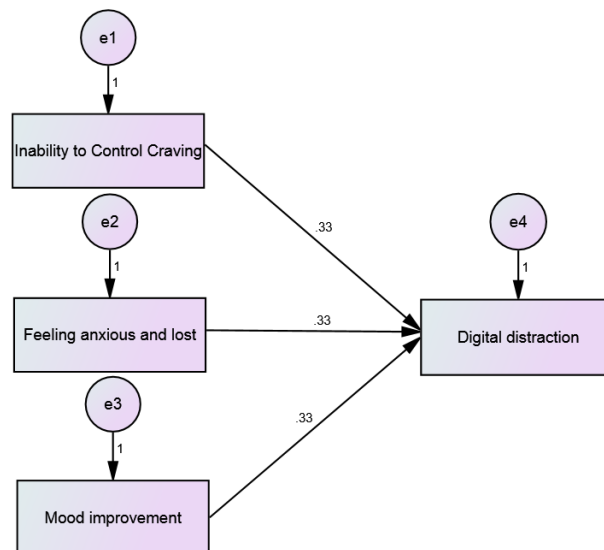 e1
1
Inability to Control Craving
.33
e2
e4
1
1
Feeling anxious and lost
.33
Digital distraction
e3
.33
1
Mood improvement